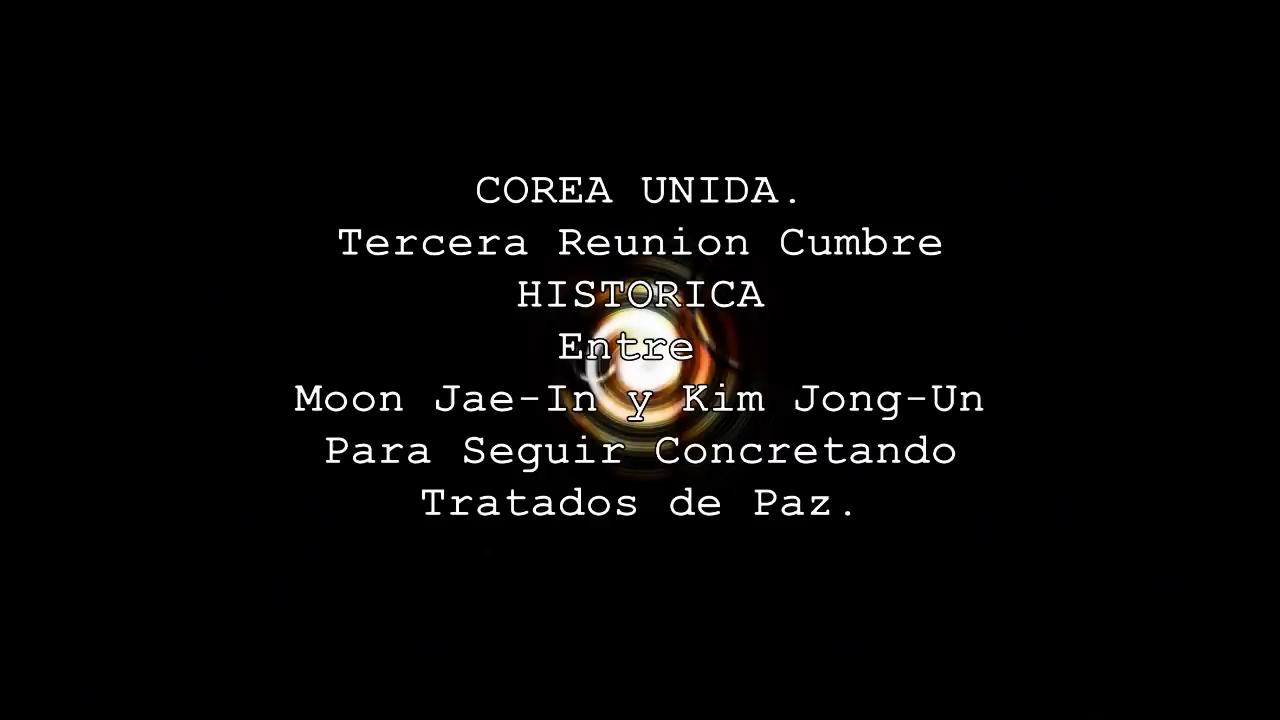 COREA UNIDA.
Tercera Reunion Cumbre
HISTORICA
Entre
Moon Jae-In y Kim Jong-Un
Para Seguir Concretando
Tratados de Paz.